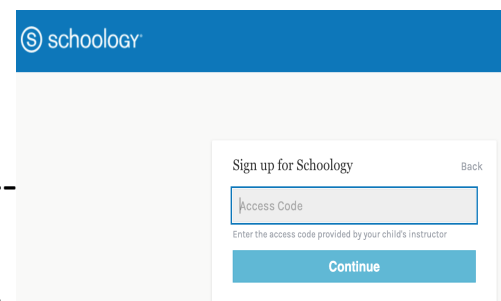 Ⓢ schoology
Sign up for Schoology Back
Access Code
Enter the access code provided by your child's instructor
Continue